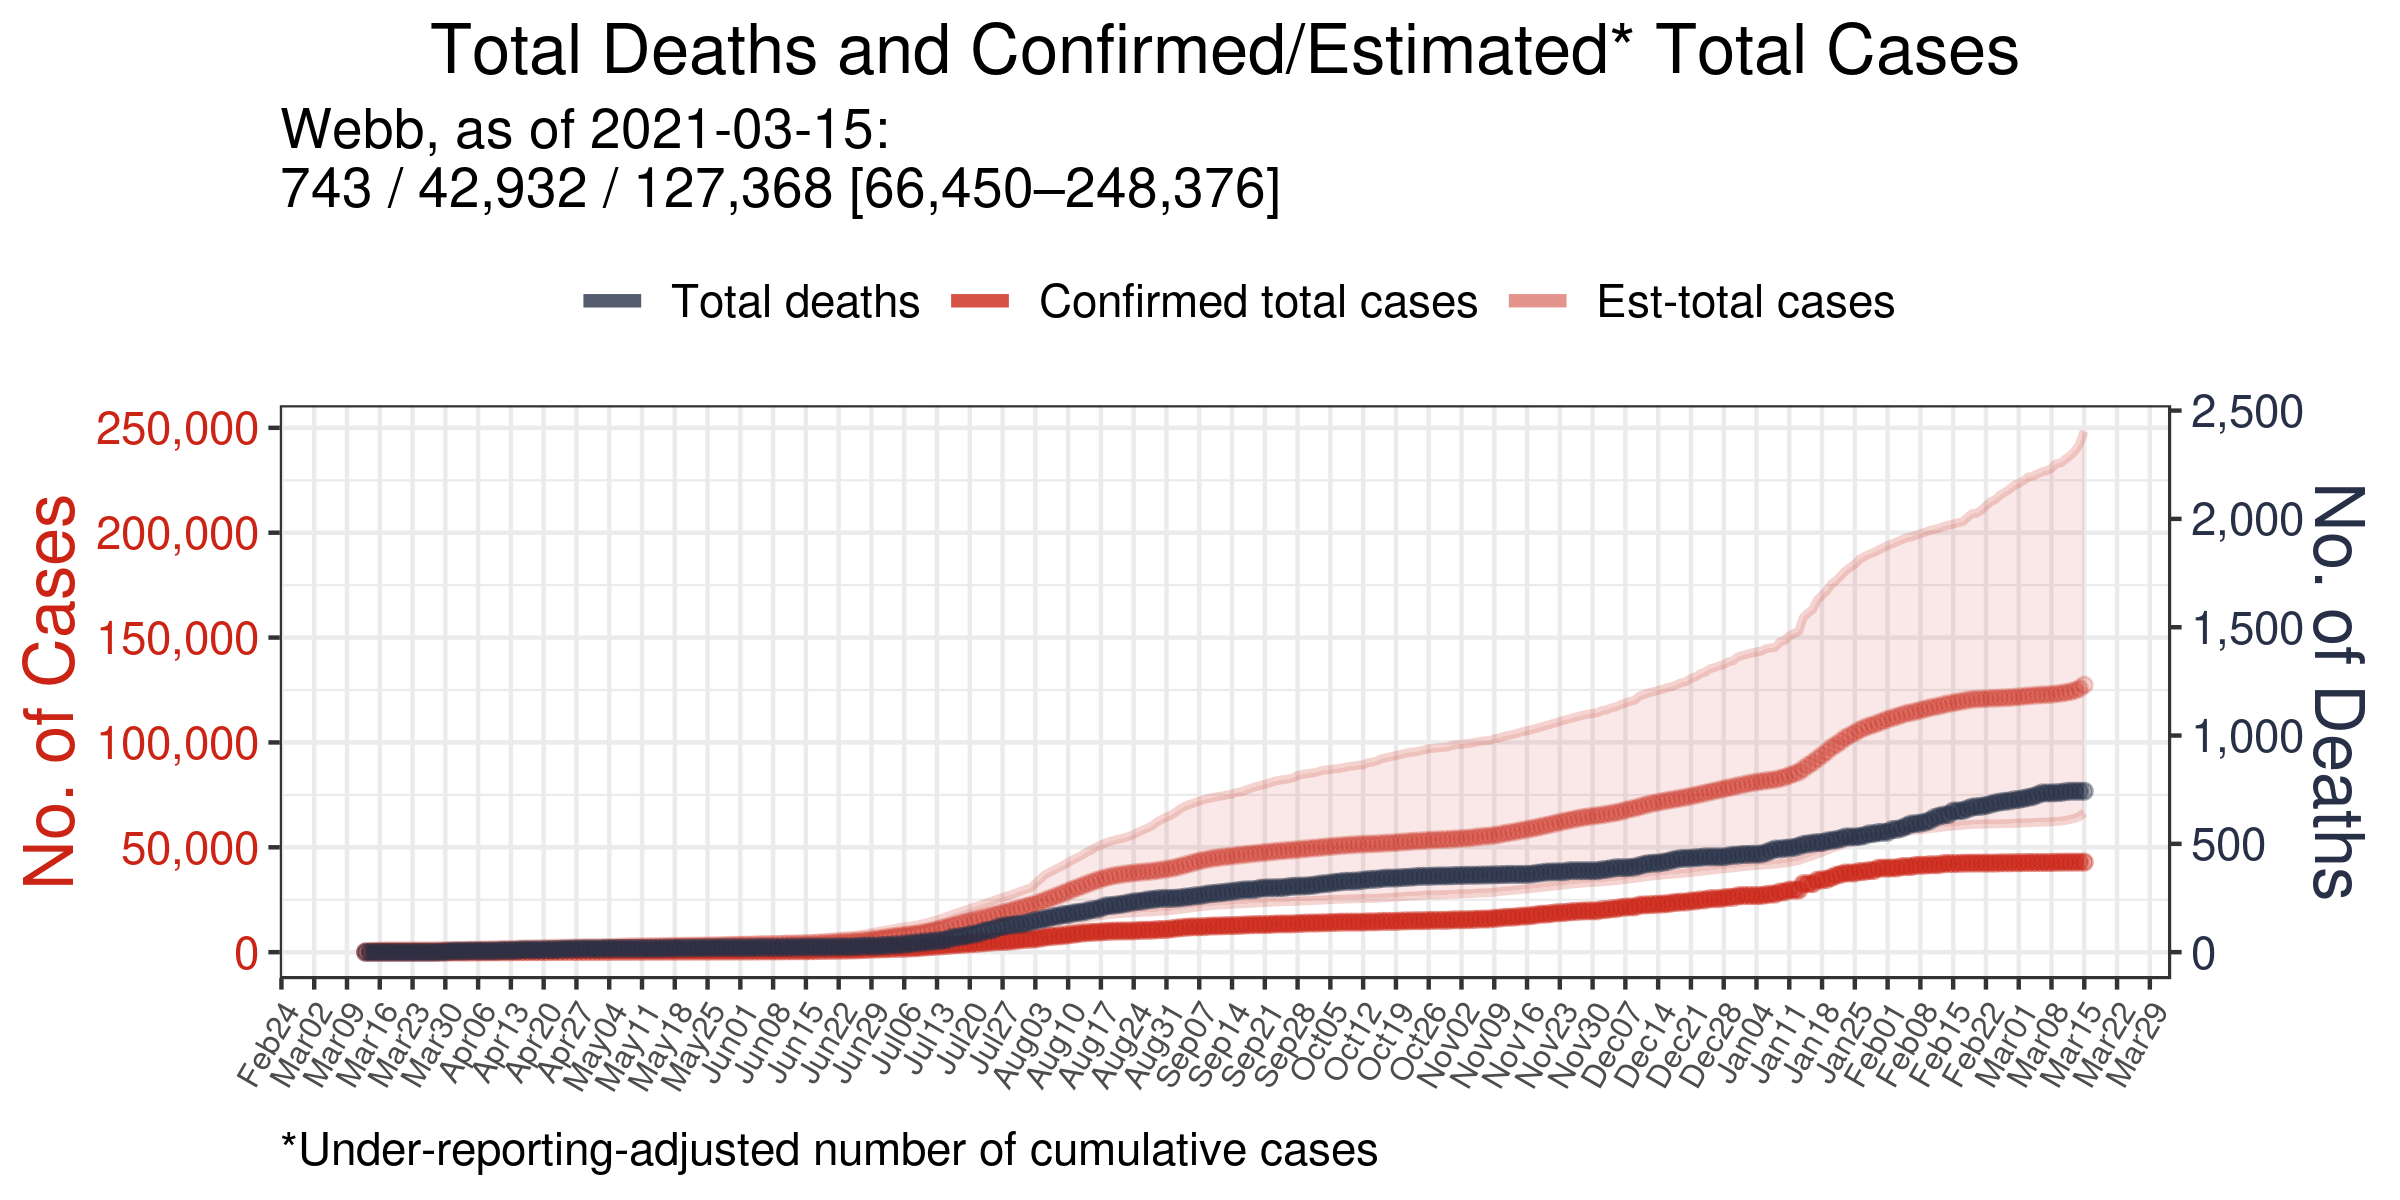 Total Deaths and Confirmed/Estimated* Total Cases
Webb, as of 2021-03-15:
743 / 42,932 / 127,368 [66,450–248,376]
Total deaths
Confirmed total cases
Est-total cases
No. of Cases
250,000
200,000
150,000
100,000
50,000
0
2,500
2,000
1,500
1,000
500
0
No. of Deaths
Feb24
Mar02
Mar09
Mar16
Mar23
Mar30
Apr06
Apr13
Apr20
Apr27
May04
May11
May18
May25
Jun01
Jun08
Jun15
Jun22
Jun29
Jul06
Jul13
Jul20
Jul27
Aug03
Aug10
Aug17
Aug24
Aug31
Sep07
Sep14
Sep21
Sep28
Oct05
Oct12
Oct19
Oct26
Nov02
Nov09
Nov16
Nov23
Nov30
Dec07
Dec14
Dec21
Dec28
Jan04
Jan11
Jan18
Jan25
Feb01
Feb08
Feb15
Feb22
Mar01
Mar08
Mar15
Mar22
Mar29
*Under-reporting-adjusted number of cumulative cases